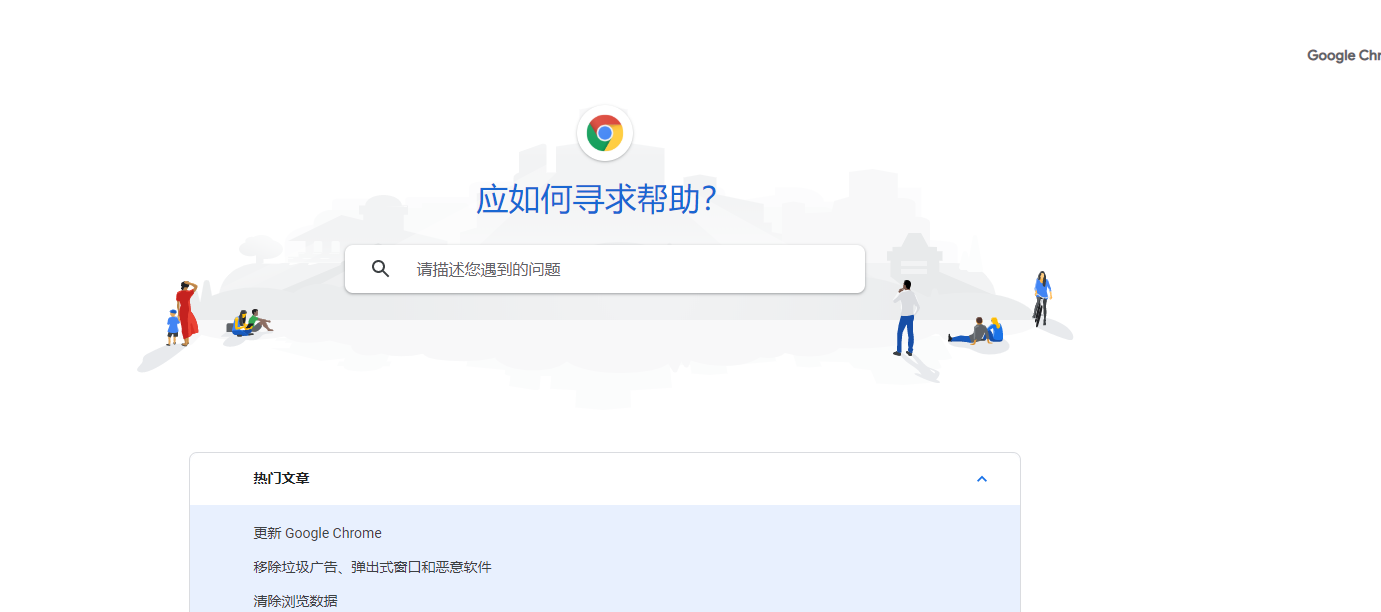 Google Chr
应如何寻求帮助？
请描述您遇到的问题
热门文章
更新 Google Chrome
移除垃圾广告、弹出式窗口和恶意软件
清除浏览数据